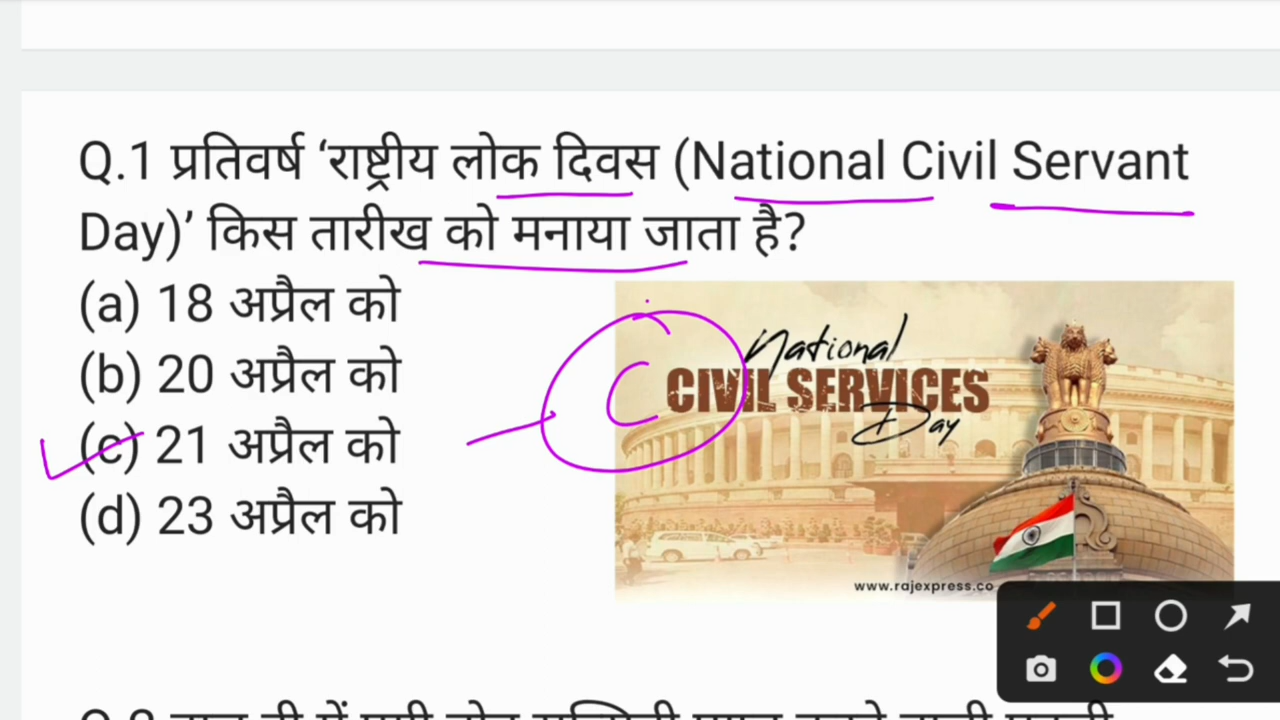 Q.1 प्रतिवर्ष ‘राष्ट्रीय लोक दिवस (National Civil Servant
Day)’ किस तारीख को मनाया जाता है?
(a) 18 अप्रैल को
(b) 20 अप्रैल को
(c) 21 अप्रैल को
(d) 23 अप्रैल को
C
National
CIVIL SERVICES
Day
www.rajexpress.co